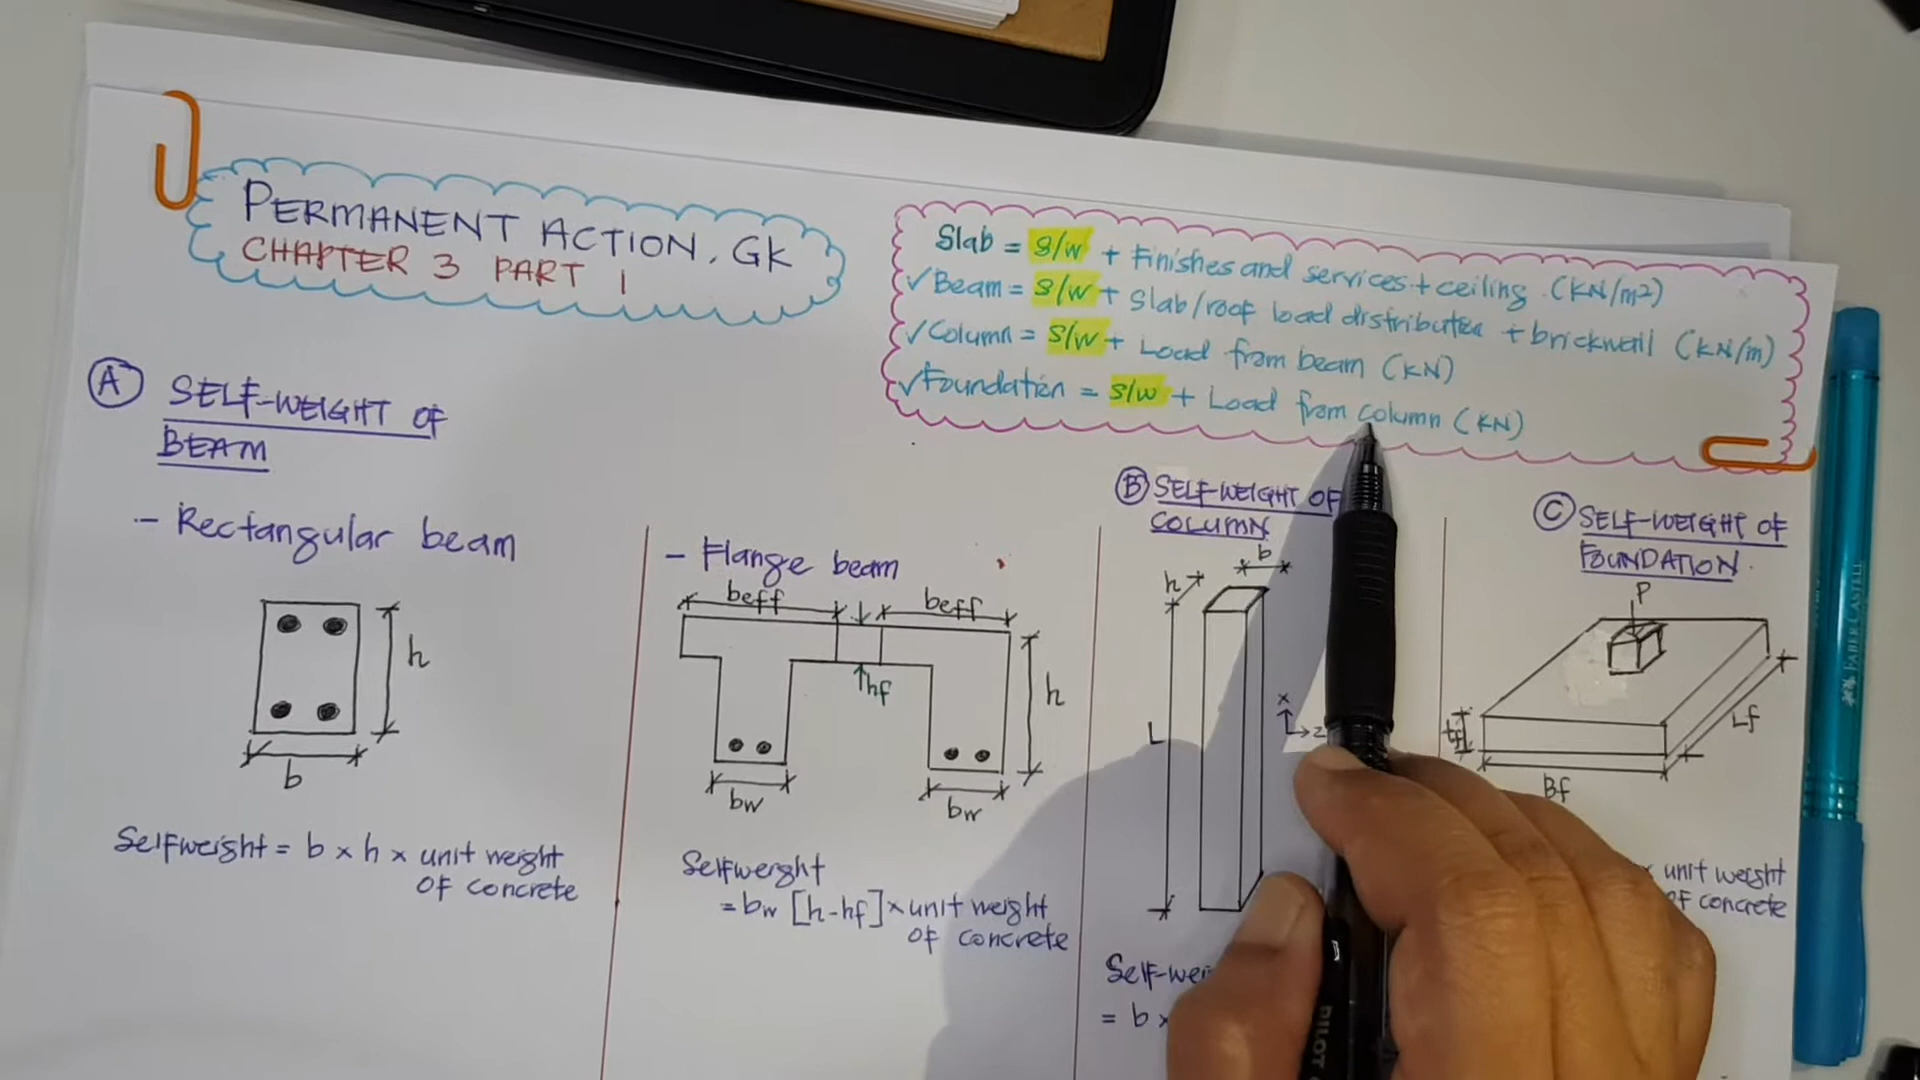 PERMANENT ACTION, GK
CHAPTER 3 PART 1
Slab = s/w + Finishes and services + ceiling. (KN/m²)
✓Beam = s/w + slab/roof load distributed + brickwall (KN/m)
✓Column = s/w + Load from beam (KN)
✓Foundation = s/w + Load from column (KN)
A SELF-WEIGHT OF
BEAM
- Rectangular beam
h
b
Selfweight = b x h x unit weight
of concrete
- Flange beam
beff
beff
hf
h
bw
bw
Selfweight
= bw [h-hf] x unit weight
of concrete
B SELF-WEIGHT OF
COLUMN
b
h
L
x
z
Self-wei
= b x
C SELF-WEIGHT OF
FOUNDATION.
P
tf
Lf
Bf
x unit weight
of concrete
FABER-CASTELL
PILOT